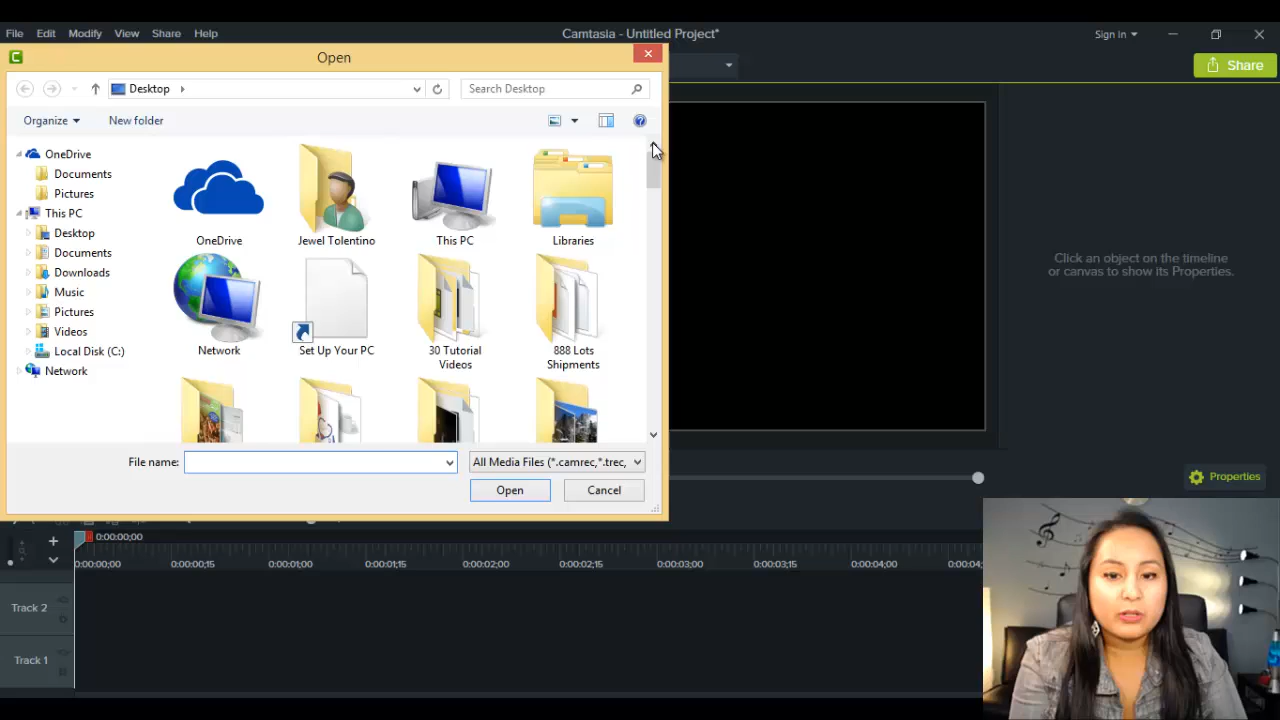 File Edit Modify View Share Help
Camtasia - Untitled Project*
Sign in
Open
Share
Desktop
Search Desktop
Organize
New folder
OneDrive
Documents
Pictures
This PC
Desktop
Documents
Downloads
Music
Pictures
Videos
Local Disk (C:)
Network
OneDrive
Jewel Tolentino
This PC
Libraries
Network
Set Up Your PC
30 Tutorial
Videos
888 Lots
Shipments
Click an object on the timeline
or canvas to show its Properties.
File name:
All Media Files (*.camrec,*.trec,
Open
Cancel
Properties
0:00:00;00
0:00:00;00 0:00:00;15 0:00:01;00 0:00:01;15 0:00:02;00 0:00:02;15 0:00:03;00 0:00:03;15 0:00:04;00 0:00:04;
Track 2
Track 1